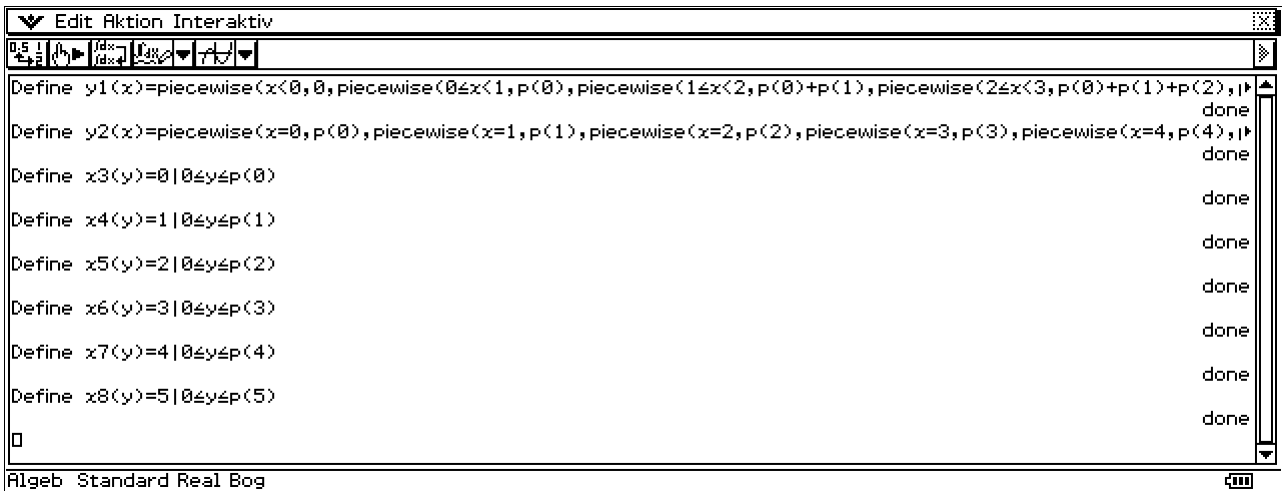 Edit Aktion Interaktiv
Define y1(x)=piecewise(x<0,0,piecewise(0≤x<1,p(0),piecewise(1≤x<2,p(0)+p(1),piecewise(2≤x<3,p(0)+p(1)+p(2),p
done
Define y2(x)=piecewise(x=0,p(0),piecewise(x=1,p(1),piecewise(x=2,p(2),piecewise(x=3,p(3),piecewise(x=4,p(4),p
done
Define x3(y)=0|0≤y≤p(0)
done
Define x4(y)=1|0≤y≤p(1)
done
Define x5(y)=2|0≤y≤p(2)
done
Define x6(y)=3|0≤y≤p(3)
done
Define x7(y)=4|0≤y≤p(4)
done
Define x8(y)=5|0≤y≤p(5)
done
Algeb Standard Real Bog